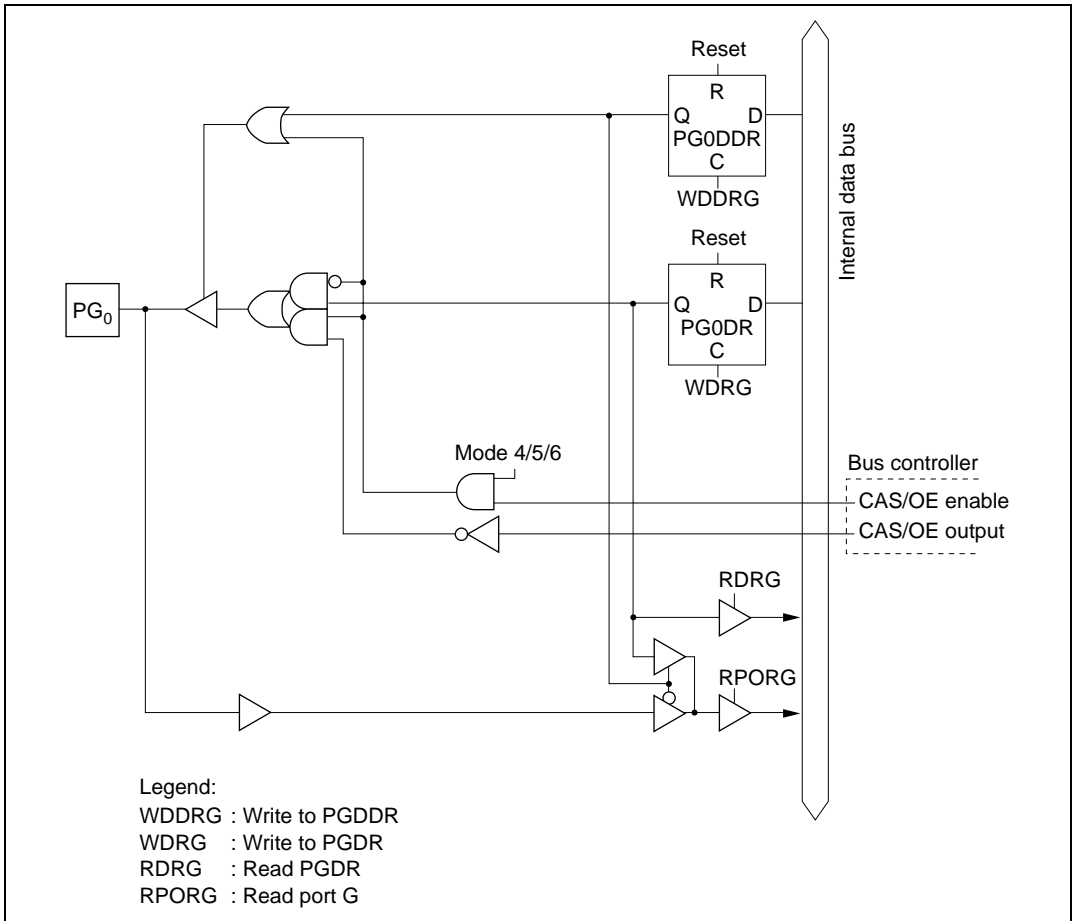 Reset
R
Q D
PG0DDR
C
WDDRG
Internal data bus
Reset
R
Q D
PG0DR
C
WDRG
PG0
Mode 4/5/6
Bus controller
CAS/OE enable
CAS/OE output
RDRG
RPORG
Legend:
WDDRG : Write to PGDDR
WDRG : Write to PGDR
RDRG : Read PGDR
RPORG : Read port G